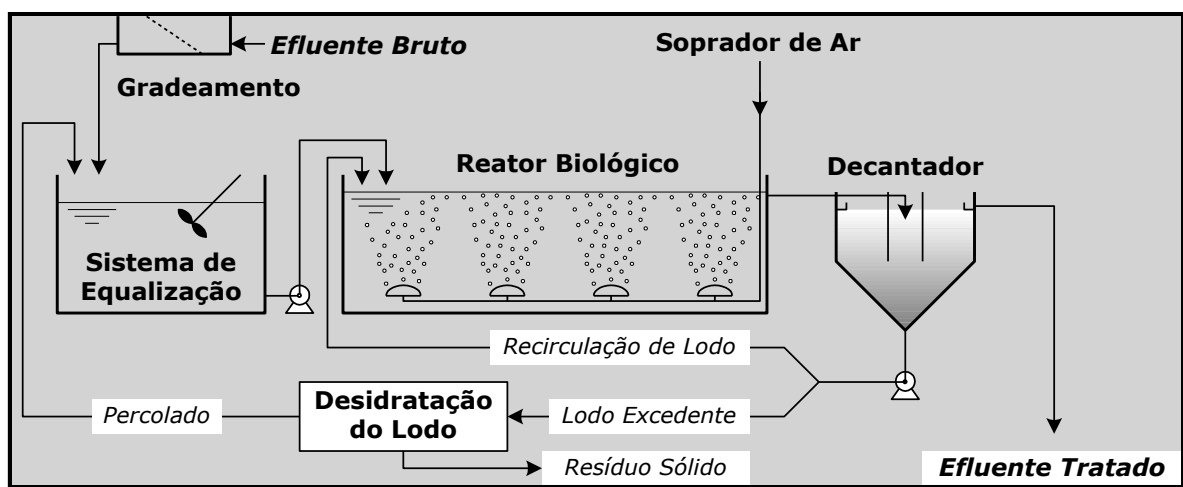 Efluente Bruto
Soprador de Ar
Gradeamento
Reator Biológico
Decantador
Sistema de
Equalização
Recirculação de Lodo
Percolado
Desidratação
do Lodo
Lodo Excedente
Resíduo Sólido
Efluente Tratado